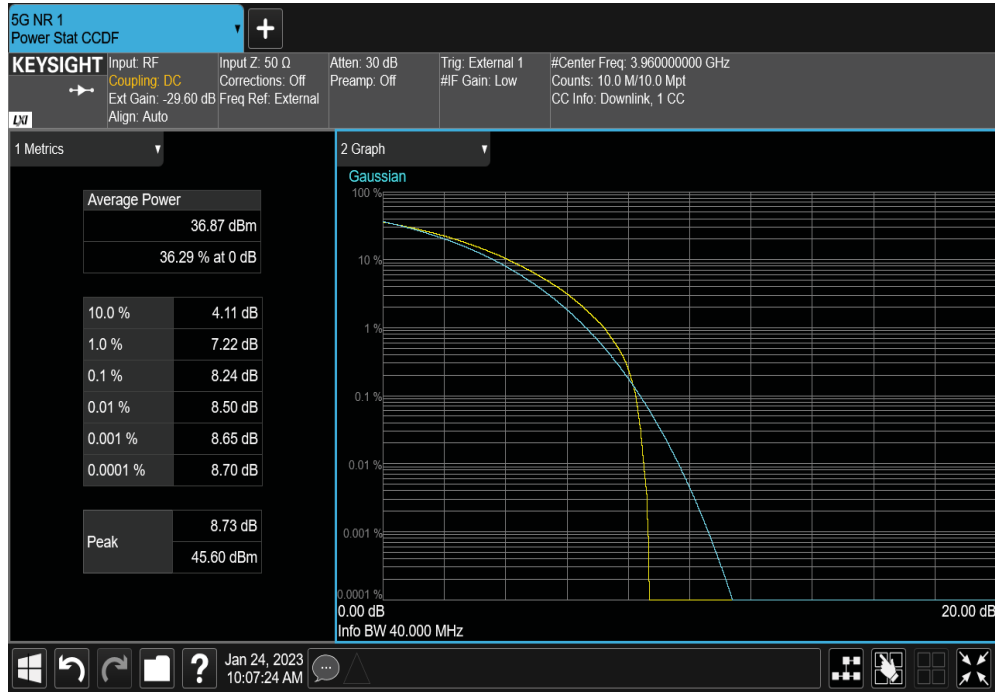 5G NR 1
Power Stat CCDF
KEYSIGHT
LXI
Input: RF
Coupling: DC
Ext Gain: -29.60 dB
Align: Auto
Input Z: 50 Ω
Corrections: Off
Freq Ref: External
Atten: 30 dB
Preamp: Off
Trig: External 1
#IF Gain: Low
#Center Freq: 3.960000000 GHz
Counts: 10.0 M/10.0 Mpt
CC Info: Downlink, 1 CC
1 Metrics
Average Power
36.87 dBm
36.29 % at 0 dB
10.0 % 4.11 dB
1.0 % 7.22 dB
0.1 % 8.24 dB
0.01 % 8.50 dB
0.001 % 8.65 dB
0.0001 % 8.70 dB
Peak
8.73 dB
45.60 dBm
2 Graph
Gaussian
100 %
10 %
1 %
0.1 %
0.01 %
0.001 %
0.0001 %
0.00 dB 20.00 dB
Info BW 40.000 MHz
Jan 24, 2023
10:07:24 AM